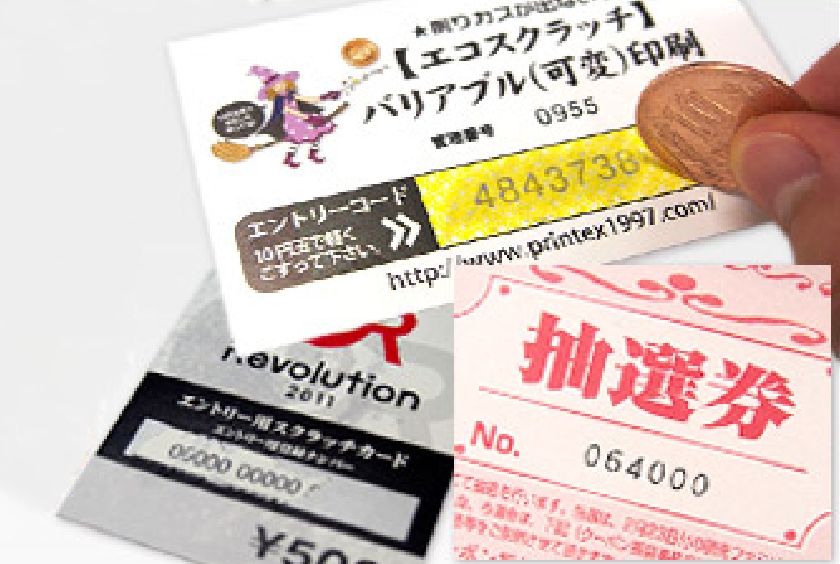 ★削りカスが出ない
【エコスクラッチ】
バリアブル(可変)印刷
管理番号 0955
4843738
エントリーコード
10円玉で軽く
こすって下さい。
http://www.printex1997.com/
Revolution
2011
エントリー用スクラッチカード
00000 00000
¥500
抽選券
No. 064000